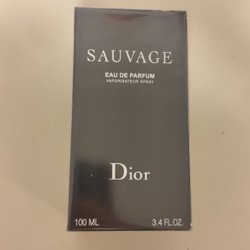 SAUVAGE
EAU DE PARFUM
VAPORISATEUR SPRAY
Dior
100 ML 3.4 FL.OZ.